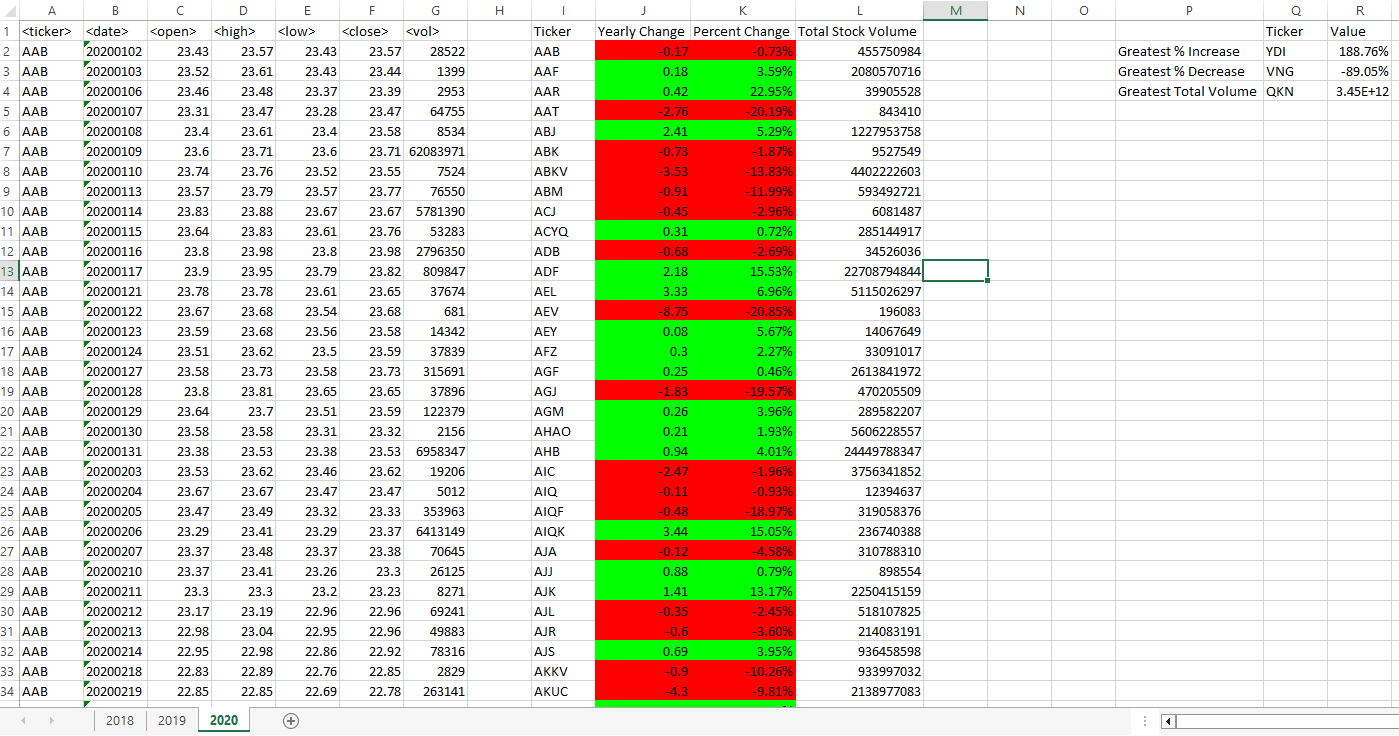 A B C D E F G H I J K L M N O P Q R
1 <ticker> <date> <open> <high> <low> <close> <vol> Ticker Yearly Change Percent Change Total Stock Volume Ticker Value
2 AAB 20200102 23.43 23.57 23.43 23.57 28522 AAB -0.17 -0.73% 455750984 Greatest % Increase YDI 188.76%
3 AAB 20200103 23.52 23.61 23.43 23.44 1399 AAF 0.18 3.59% 2080570716 Greatest % Decrease VNG -89.05%
4 AAB 20200106 23.46 23.48 23.37 23.39 2953 AAR 0.42 22.95% 39905528 Greatest Total Volume QKN 3.45E+12
5 AAB 20200107 23.31 23.47 23.28 23.47 64755 AAT -2.76 -20.19% 843410
6 AAB 20200108 23.4 23.61 23.4 23.58 8534 ABJ 2.41 5.29% 1227953758
7 AAB 20200109 23.6 23.71 23.6 23.71 62083971 ABK -0.73 -1.87% 9527549
8 AAB 20200110 23.74 23.76 23.52 23.55 7524 ABKV -3.53 -13.83% 4402222603
9 AAB 20200113 23.57 23.79 23.57 23.77 76550 ABM -0.91 -11.99% 593492721
10 AAB 20200114 23.83 23.88 23.67 23.67 5781390 ACJ -0.45 -2.96% 6081487
11 AAB 20200115 23.64 23.83 23.61 23.76 53283 ACYQ 0.31 0.72% 285144917
12 AAB 20200116 23.8 23.98 23.8 23.98 2796350 ADB -0.68 -2.69% 34526036
13 AAB 20200117 23.9 23.95 23.79 23.82 809847 ADF 2.18 15.53% 22708794844
14 AAB 20200121 23.78 23.78 23.61 23.65 37674 AEL 3.33 6.96% 5115026297
15 AAB 20200122 23.67 23.68 23.54 23.68 681 AEV -8.75 -20.85% 196083
16 AAB 20200123 23.59 23.68 23.56 23.58 14342 AEY 0.08 5.67% 14067649
17 AAB 20200124 23.51 23.62 23.5 23.59 37839 AFZ 0.3 2.27% 33091017
18 AAB 20200127 23.58 23.73 23.58 23.73 315691 AGF 0.25 0.46% 2613841972
19 AAB 20200128 23.8 23.81 23.65 23.65 37896 AGJ -1.83 -19.57% 470205509
20 AAB 20200129 23.64 23.7 23.51 23.59 122379 AGM 0.26 3.96% 289582207
21 AAB 20200130 23.58 23.58 23.31 23.32 2156 AHAO 0.21 1.93% 5606228557
22 AAB 20200131 23.38 23.53 23.38 23.53 6958347 AHB 0.94 4.01% 24449788347
23 AAB 20200203 23.53 23.62 23.46 23.62 19206 AIC -2.47 -1.96% 3756341852
24 AAB 20200204 23.67 23.67 23.47 23.47 5012 AIQ -0.11 -0.93% 12394637
25 AAB 20200205 23.47 23.49 23.32 23.33 353963 AIQF -0.48 -18.97% 319058376
26 AAB 20200206 23.29 23.41 23.29 23.37 6413149 AIQK 3.44 15.05% 236740388
27 AAB 20200207 23.37 23.48 23.37 23.38 70645 AJA -0.12 -4.58% 310788310
28 AAB 20200210 23.37 23.41 23.26 23.3 26125 AJJ 0.88 0.79% 898554
29 AAB 20200211 23.3 23.3 23.2 23.23 8271 AJK 1.41 13.17% 2250415159
30 AAB 20200212 23.17 23.19 22.96 22.96 69241 AJL -0.35 -2.45% 518107825
31 AAB 20200213 22.98 23.04 22.95 22.96 49883 AJR -0.6 -3.60% 214083191
32 AAB 20200214 22.95 22.98 22.86 22.92 78316 AJS 0.69 3.95% 936458598
33 AAB 20200218 22.83 22.89 22.76 22.85 2829 AKKV -0.9 -10.26% 933997032
34 AAB 20200219 22.85 22.85 22.69 22.78 263141 AKUC -4.3 -9.81% 2138977083
2018 2019 2020